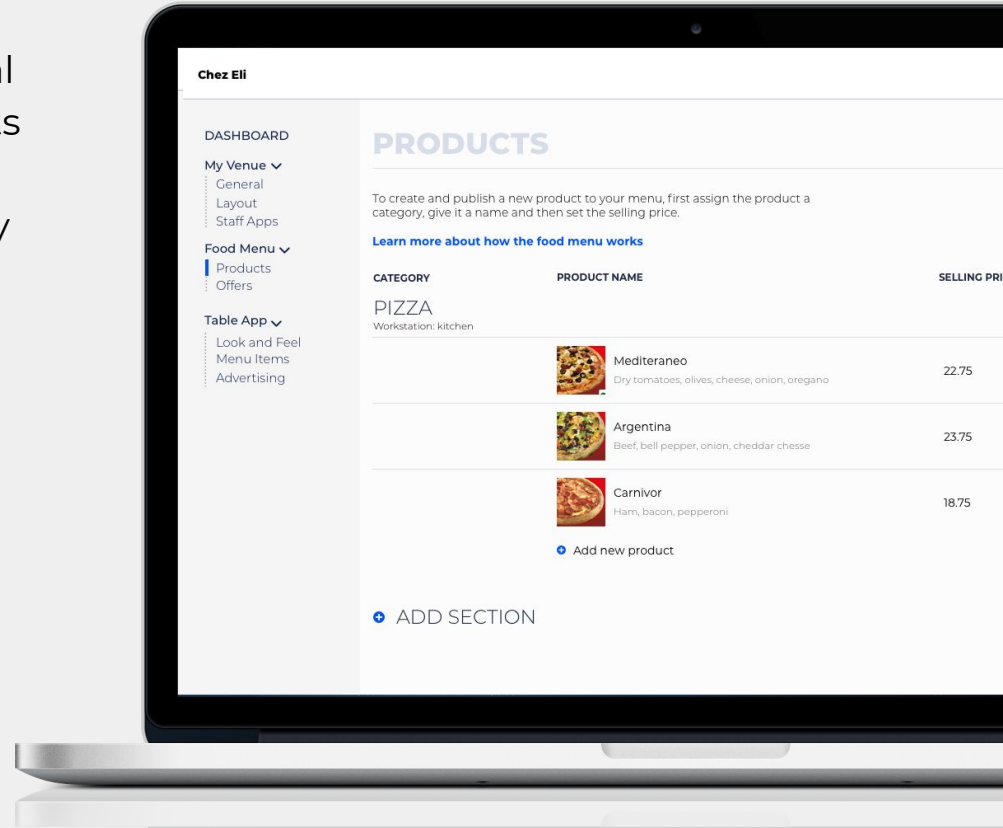 Chez Eli
DASHBOARD
My Venue
General
Layout
Staff Apps
Food Menu
Products
Offers
Table App
Look and Feel
Menu Items
Advertising
PRODUCTS
To create and publish a new product to your menu, first assign the product a
category, give it a name and then set the selling price.
Learn more about how the food menu works
CATEGORY PRODUCT NAME SELLING PRI
PIZZA
Workstation: kitchen
Mediteraneo 22.75
Dry tomatoes, olives, cheese, onion, oregano
Argentina 23.75
Beef, bell pepper, onion, cheddar chesse
Carnivor 18.75
Ham, bacon, pepperoni
Add new product
ADD SECTION